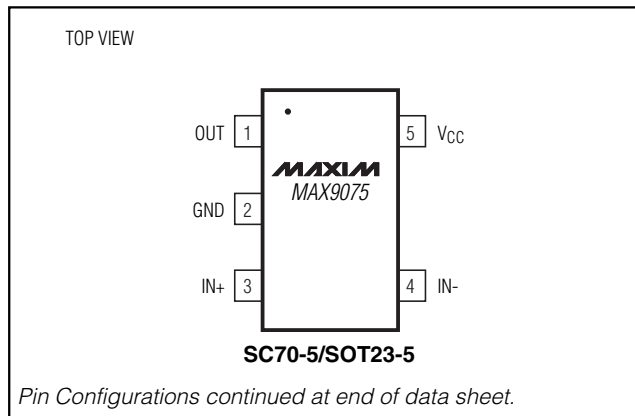 TOP VIEW
OUT 1
5 VCC
MAXIM
MAX9075
GND 2
IN+ 3
4 IN-
SC70-5/SOT23-5
Pin Configurations continued at end of data sheet.